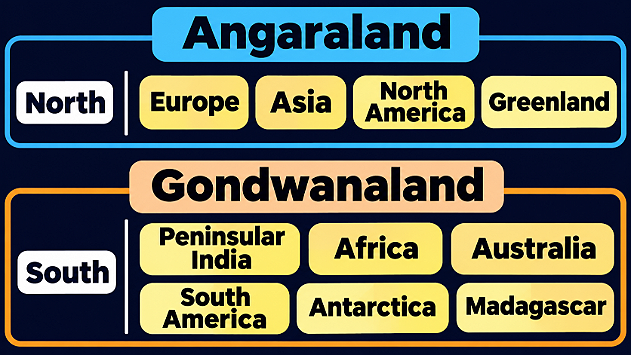 Angaraland
North
Europe
Asia
North
America
Greenland
Gondwanaland
South
Peninsular
India
Africa
Australia
South
America
Antarctica
Madagascar